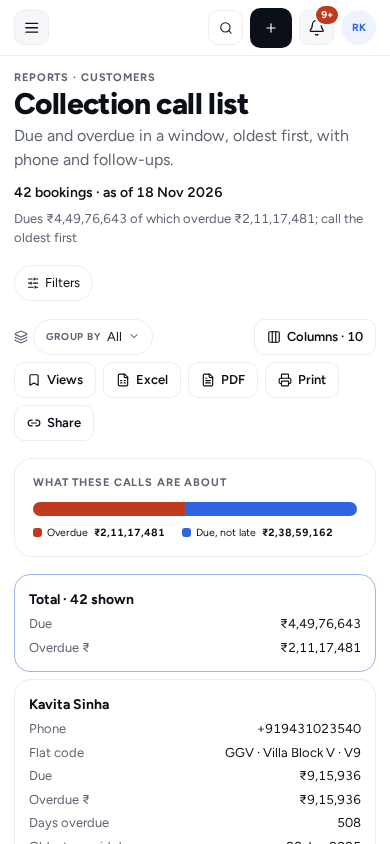 9+
RK
REPORTS · CUSTOMERS
Collection call list
Due and overdue in a window, oldest first, with
phone and follow-ups.
42 bookings · as of 18 Nov 2026
Dues ₹4,49,76,643 of which overdue ₹2,11,17,481; call the
oldest first
Filters
GROUP BY All
Columns · 10
Views
Excel
PDF
Print
Share
WHAT THESE CALLS ARE ABOUT
Overdue ₹2,11,17,481 Due, not late ₹2,38,59,162
Total · 42 shown
Due ₹4,49,76,643
Overdue ₹ ₹2,11,17,481
Kavita Sinha
Phone +919431023540
Flat code GGV · Villa Block V · V9
Due ₹9,15,936
Overdue ₹ ₹9,15,936
Days overdue 508